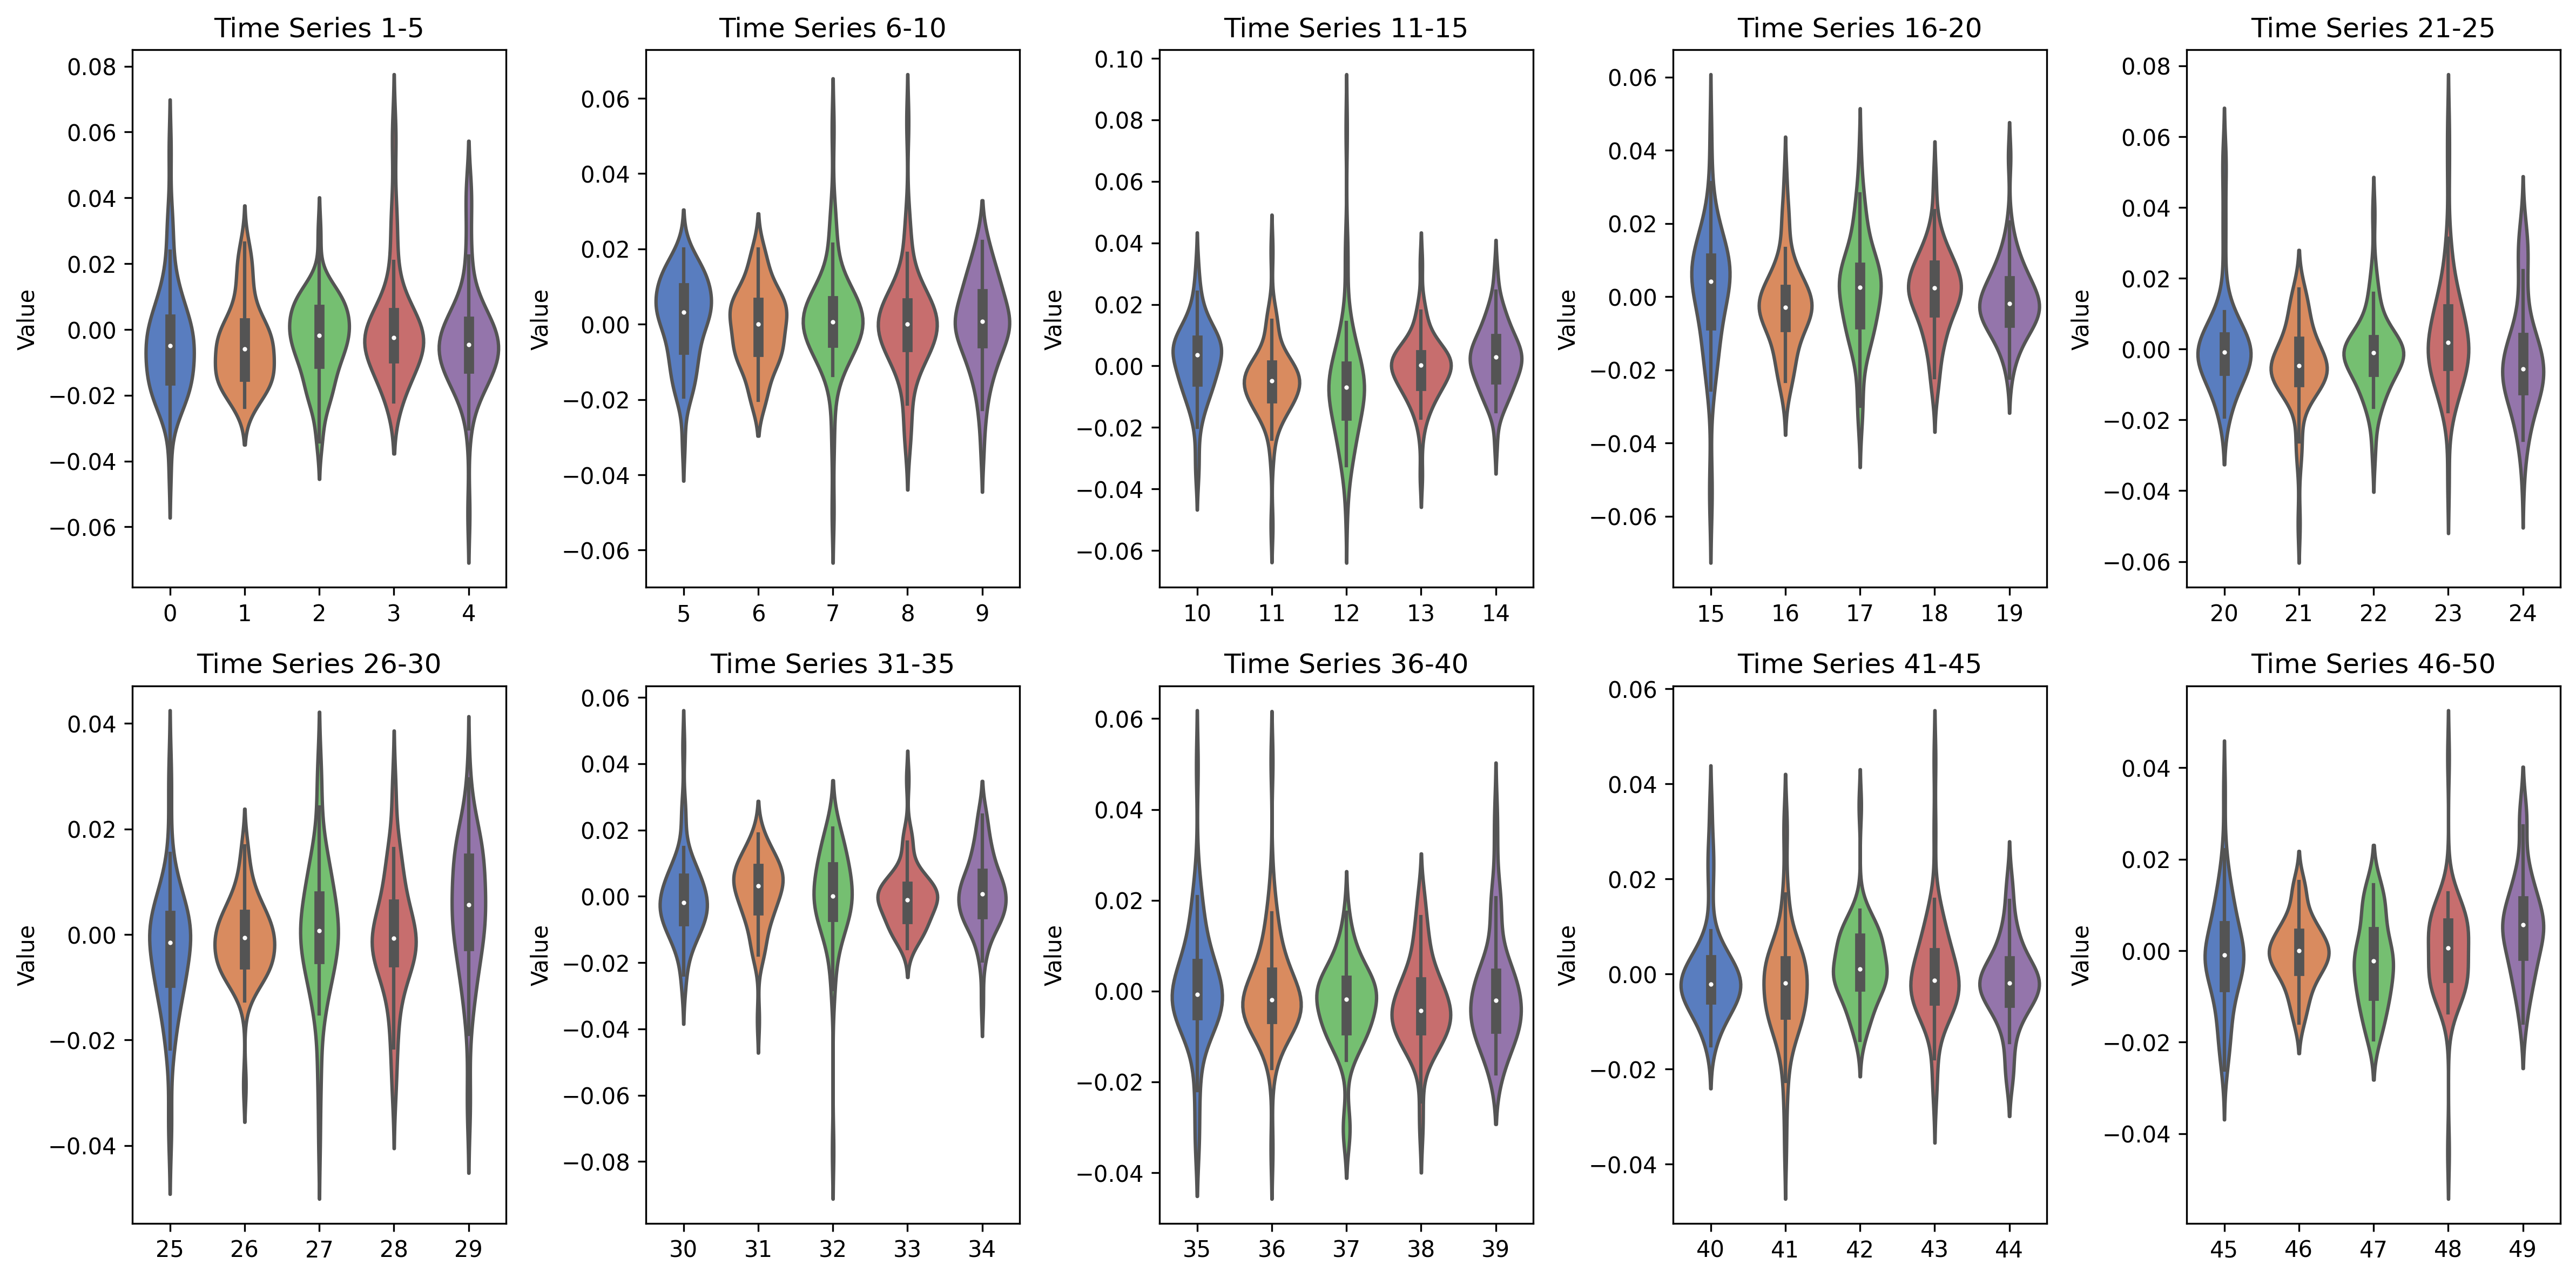 Time Series 1-5
Value
0.08
0.06
0.04
0.02
0.00
−0.02
−0.04
−0.06
0 1 2 3 4
Time Series 6-10
Value
0.06
0.04
0.02
0.00
−0.02
−0.04
−0.06
5 6 7 8 9
Time Series 11-15
Value
0.10
0.08
0.06
0.04
0.02
0.00
−0.02
−0.04
−0.06
10 11 12 13 14
Time Series 16-20
Value
0.06
0.04
0.02
0.00
−0.02
−0.04
−0.06
15 16 17 18 19
Time Series 21-25
Value
0.08
0.06
0.04
0.02
0.00
−0.02
−0.04
−0.06
20 21 22 23 24
Time Series 26-30
Value
0.04
0.02
0.00
−0.02
−0.04
25 26 27 28 29
Time Series 31-35
Value
0.06
0.04
0.02
0.00
−0.02
−0.04
−0.06
−0.08
30 31 32 33 34
Time Series 36-40
Value
0.06
0.04
0.02
0.00
−0.02
−0.04
35 36 37 38 39
Time Series 41-45
Value
0.06
0.04
0.02
0.00
−0.02
−0.04
40 41 42 43 44
Time Series 46-50
Value
0.04
0.02
0.00
−0.02
−0.04
45 46 47 48 49